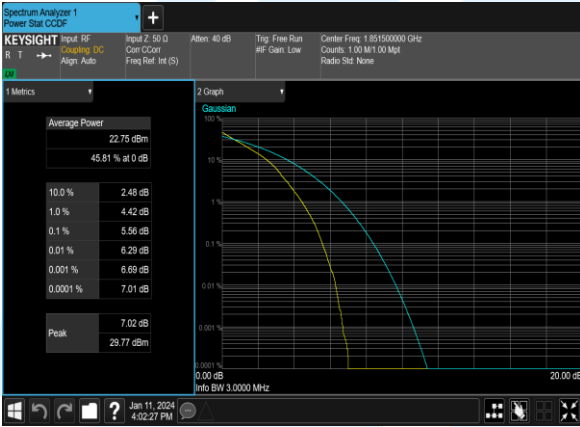 Spectrum Analyzer 1
Power Stat CCDF
+
KEYSIGHT
R T
LV
Input: RF
Coupling: DC
Align: Auto
Input Z: 50 Ω
Corr CCorr
Freq Ref: Int (S)
Atten: 40 dB
Trig: Free Run
#IF Gain: Low
Center Freq: 1.851500000 GHz
Counts: 1.00 M/1.00 Mpt
Radio Std: None
1 Metrics
Average Power
22.75 dBm
45.81 % at 0 dB
10.0 % 2.48 dB
1.0 % 4.42 dB
0.1 % 5.56 dB
0.01 % 6.29 dB
0.001 % 6.69 dB
0.0001 % 7.01 dB
Peak
7.02 dB
29.77 dBm
2 Graph
Gaussian
100 %
10 %
1 %
0.1 %
0.01 %
0.001 %
0.0001 %
0.00 dB
20.00 dB
Info BW 3.0000 MHz
?
Jan 11, 2024
4:02:27 PM